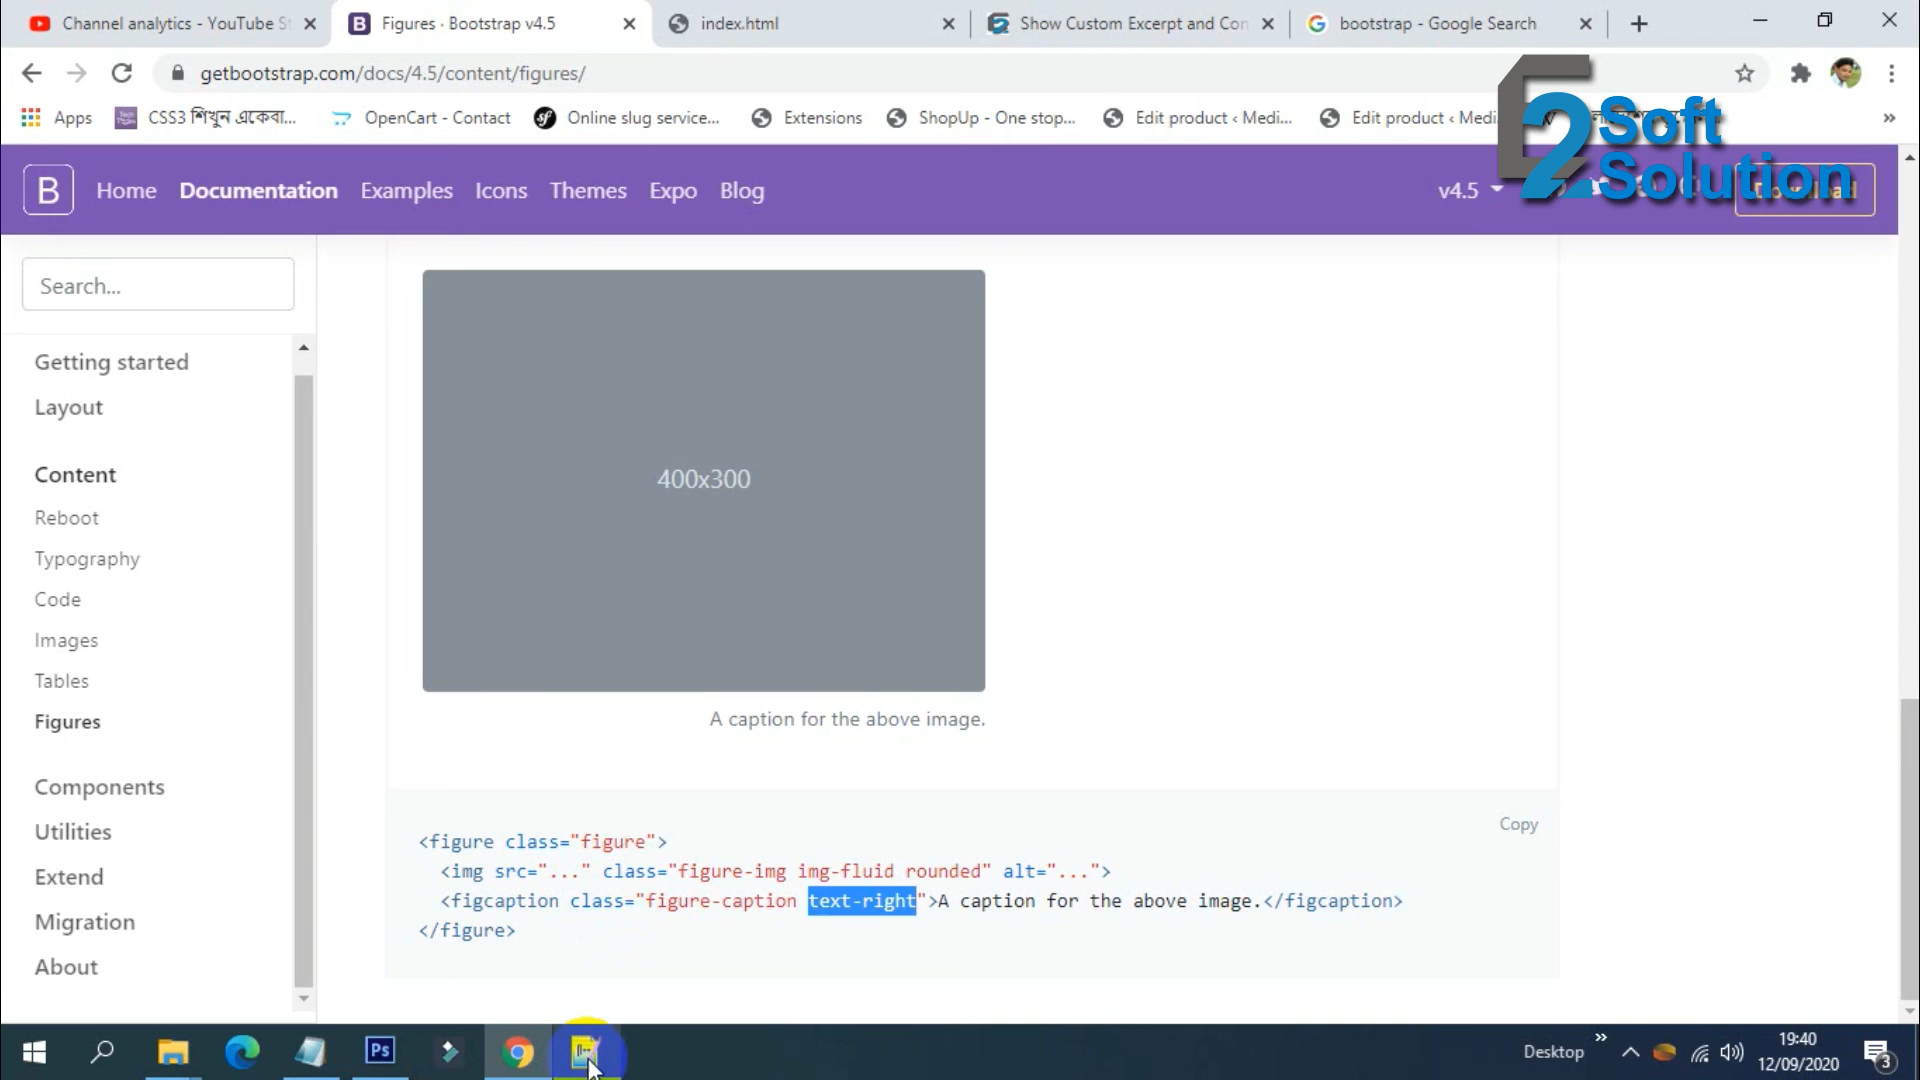 Channel analytics - YouTube St
Figures · Bootstrap v4.5
index.html
Show Custom Excerpt and Con
bootstrap - Google Search
getbootstrap.com/docs/4.5/content/figures/
Apps
CSS3 শিখুন একেবা...
OpenCart - Contact
Online slug service...
Extensions
ShopUp - One stop...
Edit product ‹ Medi...
Edit product ‹ Medi
Soft
Solution
B
Home
Documentation
Examples
Icons
Themes
Expo
Blog
v4.5
Search...
Getting started
Layout
Content
Reboot
Typography
Code
Images
Tables
Figures
Components
Utilities
Extend
Migration
About
400x300
A caption for the above image.
Copy
<figure class="figure">
<img src="..." class="figure-img img-fluid rounded" alt="...">
<figcaption class="figure-caption text-right">A caption for the above image.</figcaption>
</figure>
Ps
Desktop
19:40
12/09/2020
3